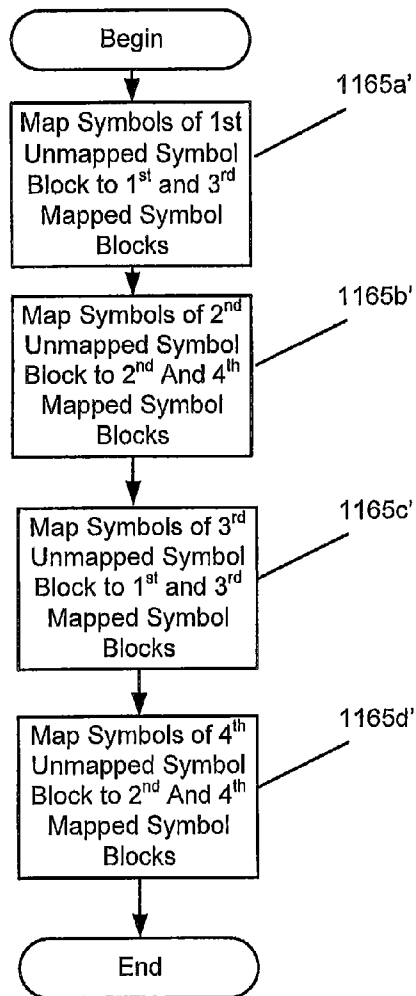 Begin
1165a'
Map Symbols of 1st
Unmapped Symbol
Block to 1st and 3rd
Mapped Symbol
Blocks
1165b'
Map Symbols of 2nd
Unmapped Symbol
Block to 2nd And 4th
Mapped Symbol
Blocks
1165c'
Map Symbols of 3rd
Unmapped Symbol
Block to 1st and 3rd
Mapped Symbol
Blocks
1165d'
Map Symbols of 4th
Unmapped Symbol
Block to 2nd And 4th
Mapped Symbol
Blocks
End